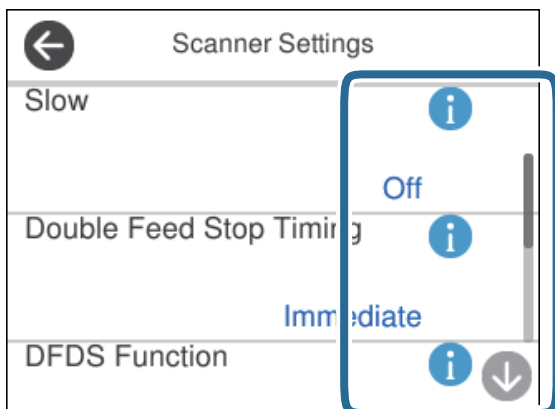 Scanner Settings
Slow
i
Off
Double Feed Stop Timing
i
Immediate
DFDS Function
i